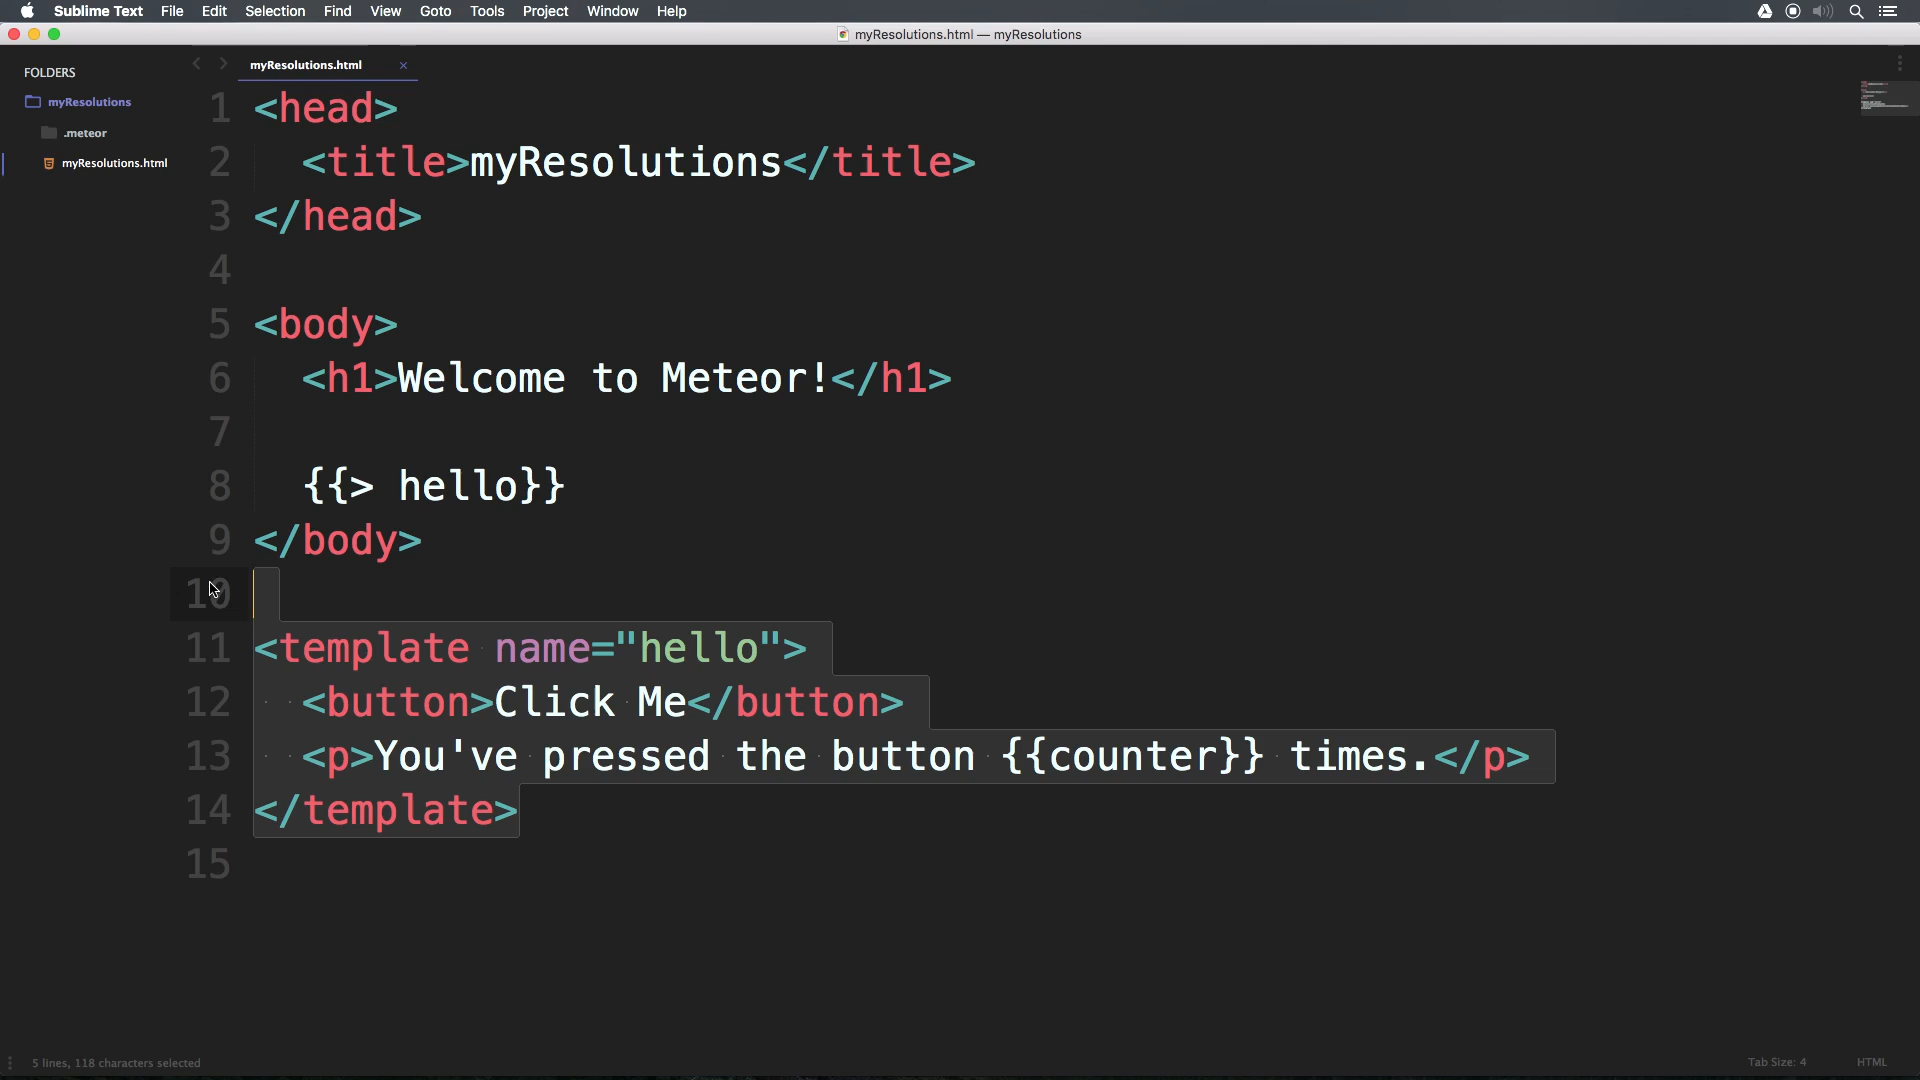 Sublime Text File Edit Selection Find View Goto Tools Project Window Help
myResolutions.html — myResolutions
FOLDERS
myResolutions
.meteor
myResolutions.html
myResolutions.html ×
1 <head>
2 <title>myResolutions</title>
3 </head>
4
5 <body>
6 <h1>Welcome to Meteor!</h1>
7
8 {{> hello}}
9 </body>
10
11 <template name="hello">
12 <button>Click Me</button>
13 <p>You've pressed the button {{counter}} times.</p>
14 </template>
15
5 lines, 118 characters selected
Tab Size: 4 HTML